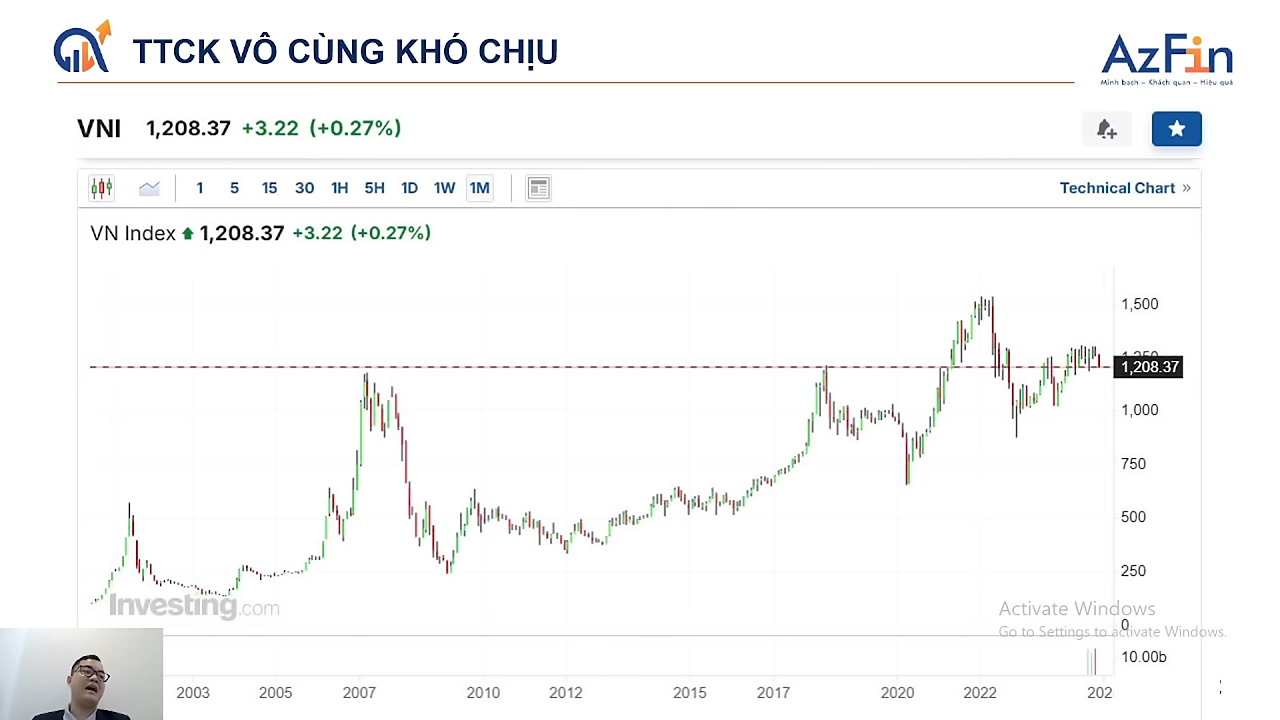 TTCK VÔ CÙNG KHÓ CHỊU
AzFin
Minh bạch – Khách quan – Hiệu quả
VNI 1,208.37 +3.22 (+0.27%)
1 5 15 30 1H 5H 1D 1W 1M
Technical Chart »
VN Index 1,208.37 +3.22 (+0.27%)
1,500
1,208.37
1,000
750
500
250
0
10.00b
Investing.com
Activate Windows
Go to Settings to activate Windows.
2003 2005 2007 2010 2012 2015 2017 2020 2022 202